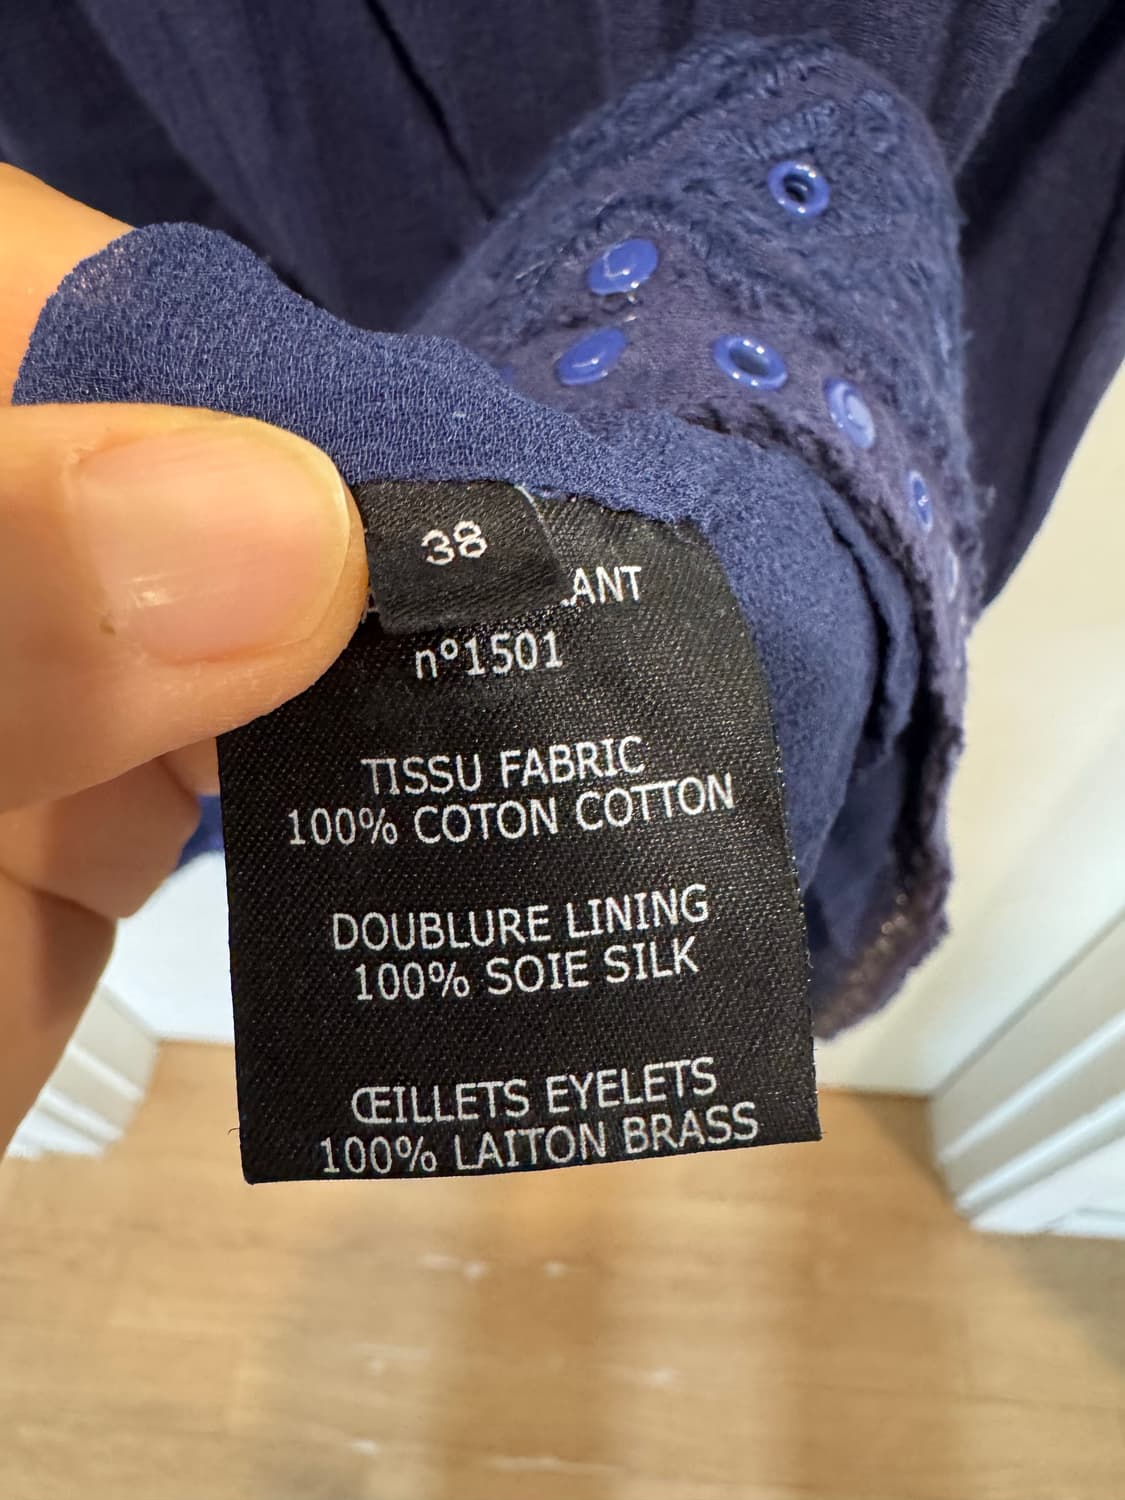 38
n°1501
TISSU FABRIC
100% COTON COTTON
DOUBLURE LINING
100% SOIE SILK
ŒILLETS EYELETS
100% LAITON BRASS